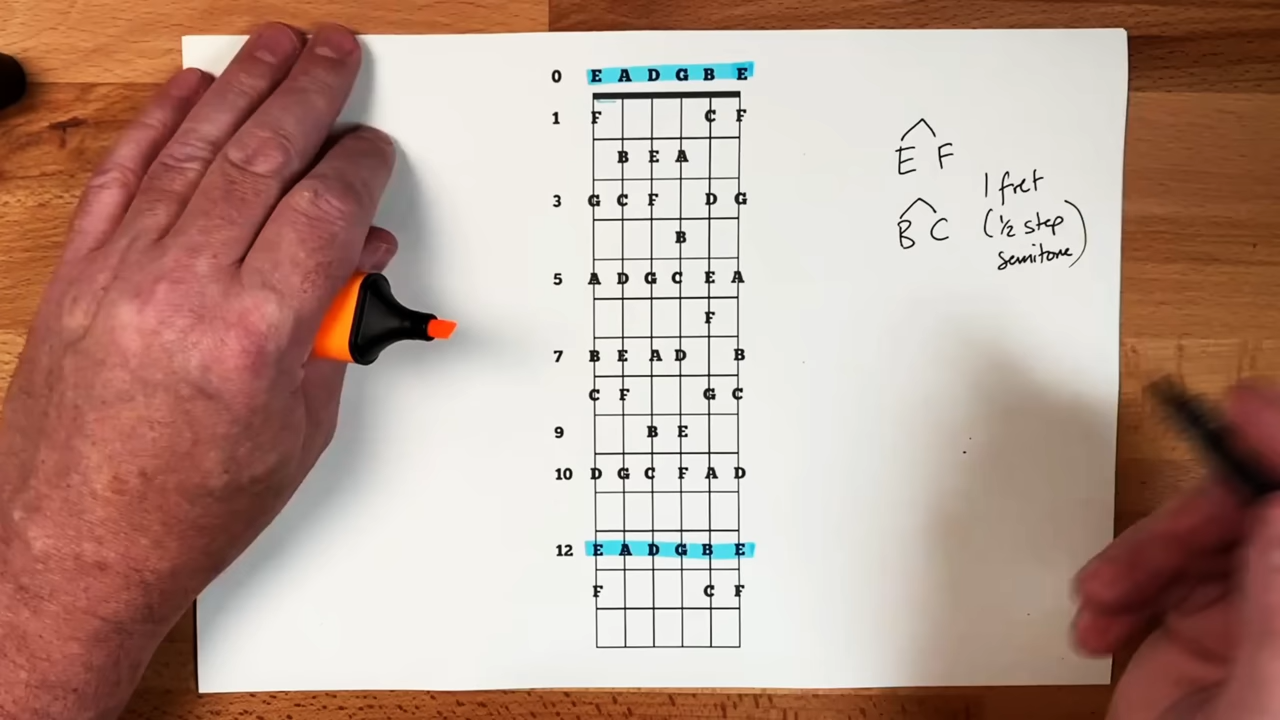 0 E A D G B E
1 F C F
B E A
3 G C F D G
B
5 A D G C E A
F
7 B E A D B
C F G C
9 B E
10 D G C F A D
12 E A D G B E
F C F
E F
B C
1 fret
(½ step
semitone)